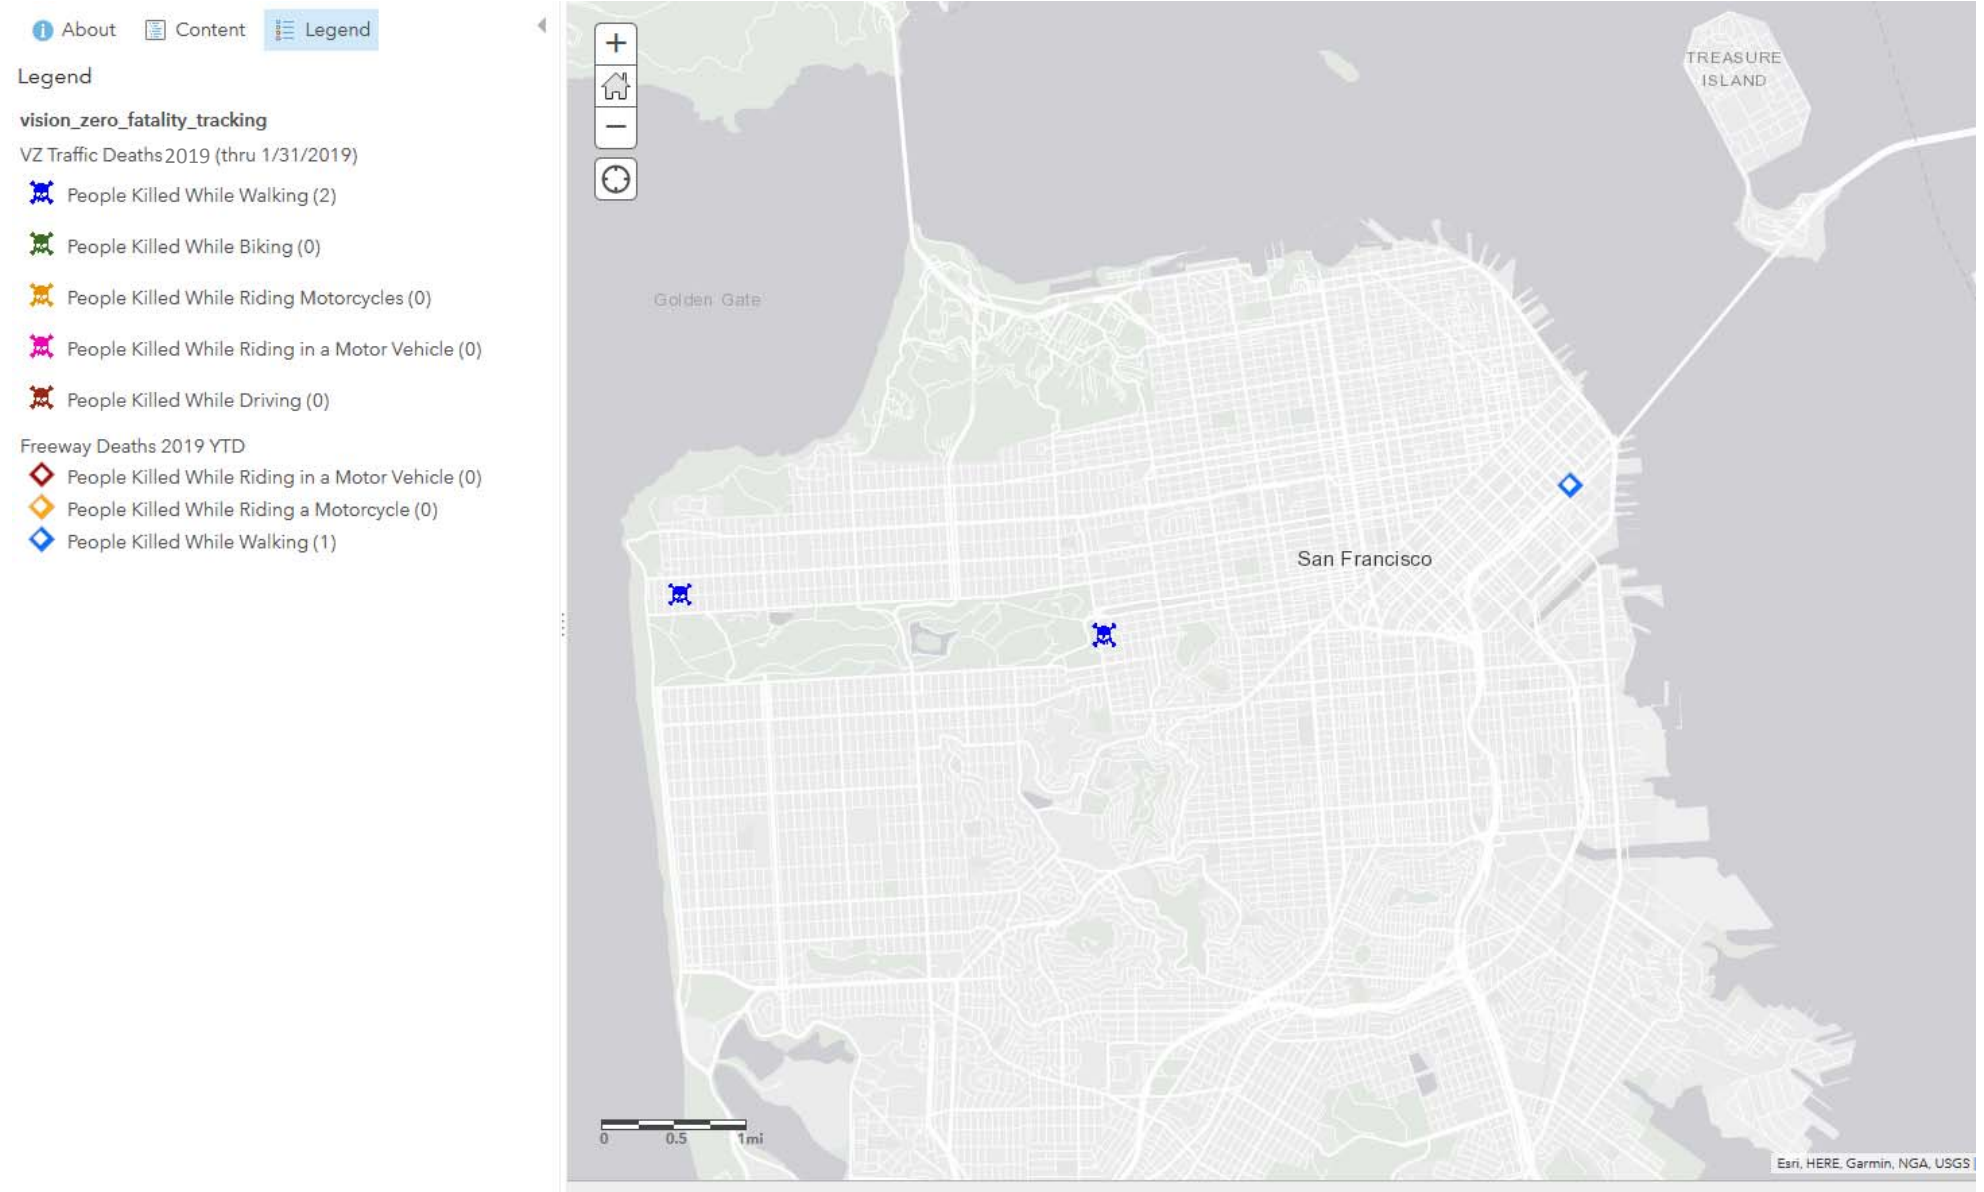 About
Content
Legend
Legend
vision_zero_fatality_tracking
VZ Traffic Deaths 2019 (thru 1/31/2019)
People Killed While Walking (2)
People Killed While Biking (0)
People Killed While Riding Motorcycles (0)
People Killed While Riding in a Motor Vehicle (0)
People Killed While Driving (0)
Freeway Deaths 2019 YTD
People Killed While Riding in a Motor Vehicle (0)
People Killed While Riding a Motorcycle (0)
People Killed While Walking (1)
TREASURE
ISLAND
Golden Gate
San Francisco
0 0.5 1mi
Esri, HERE, Garmin, NGA, USGS |